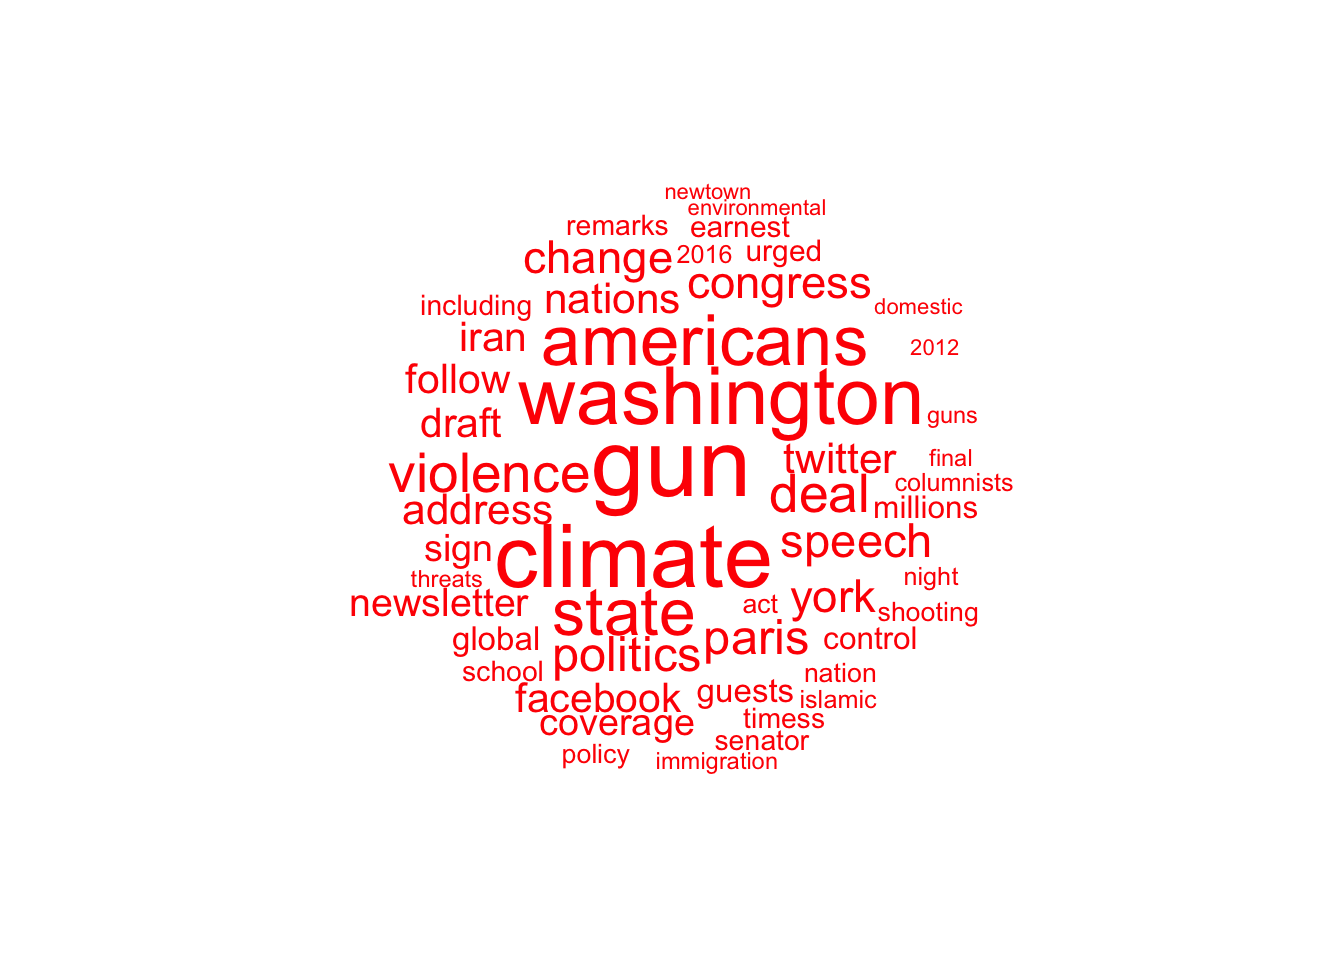 newtown
environmental
remarks earnest
change 2016 urged
nations congress
including domestic
iran americans 2012
follow washington
draft guns
violence gun twitter final
address deal columnists
millions
sign climate speech
threats night
newsletter state act york shooting
global politics paris control
school nation
facebook guests islamic
coverage timess
policy senator
immigration